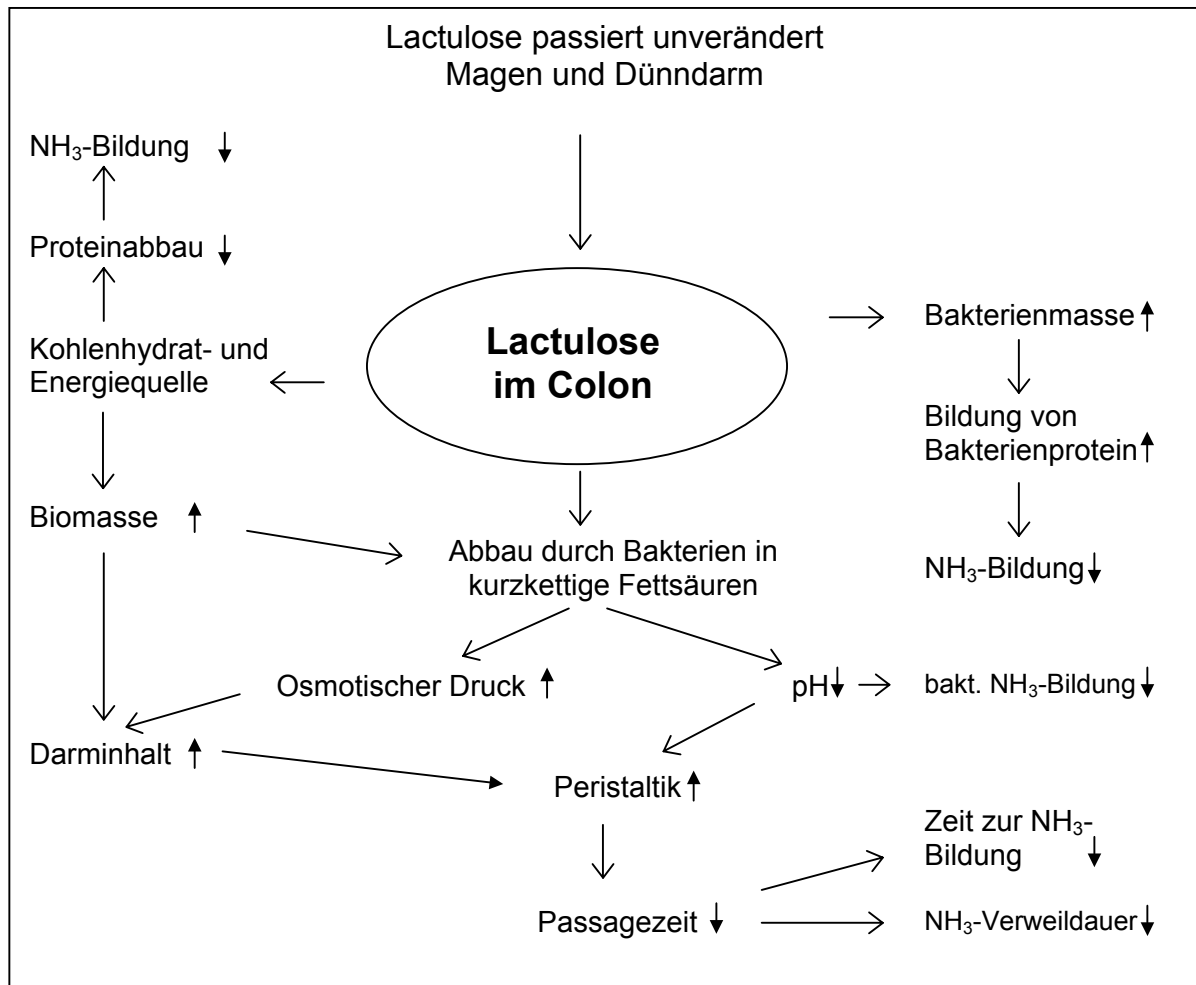 Lactulose passiert unverändert
Magen und Dünndarm
NH₃-Bildung ↓
Proteinabbau ↓
Kohlenhydrat- und
Energiequelle
Biomasse ↑
Darminhalt ↑
Lactulose
im Colon
Abbau durch Bakterien in
kurzkettige Fettsäuren
Osmotischer Druck ↑
pH↓
bakt. NH₃-Bildung↓
Peristaltik↑
Passagezeit ↓
Bakterienmasse↑
Bildung von
Bakterienprotein↑
NH₃-Bildung↓
Zeit zur NH₃-
Bildung ↓
NH₃-Verweildauer↓